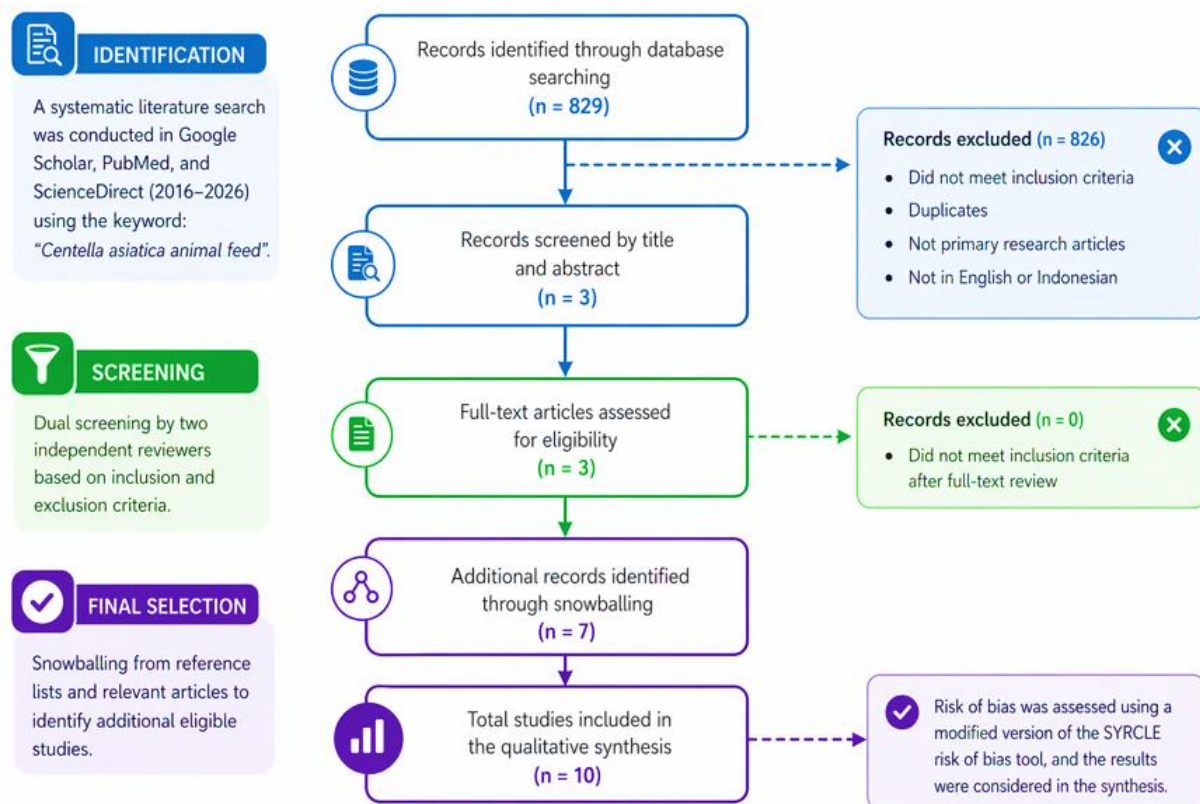 IDENTIFICATION
A systematic literature search
was conducted in Google
Scholar, PubMed, and
ScienceDirect (2016–2026)
using the keyword:
“Centella asiatica animal feed”.
Records identified through database
searching
(n = 829)
Records excluded (n = 826)
• Did not meet inclusion criteria
• Duplicates
• Not primary research articles
• Not in English or Indonesian
Records screened by title
and abstract
(n = 3)
SCREENING
Dual screening by two
independent reviewers
based on inclusion and
exclusion criteria.
Full-text articles assessed
for eligibility
(n = 3)
Records excluded (n = 0)
• Did not meet inclusion criteria
after full-text review
FINAL SELECTION
Snowballing from reference
lists and relevant articles to
identify additional eligible
studies.
Additional records identified
through snowballing
(n = 7)
Total studies included in
the qualitative synthesis
(n = 10)
Risk of bias was assessed using a
modified version of the SYRCLE
risk of bias tool, and the results
were considered in the synthesis.